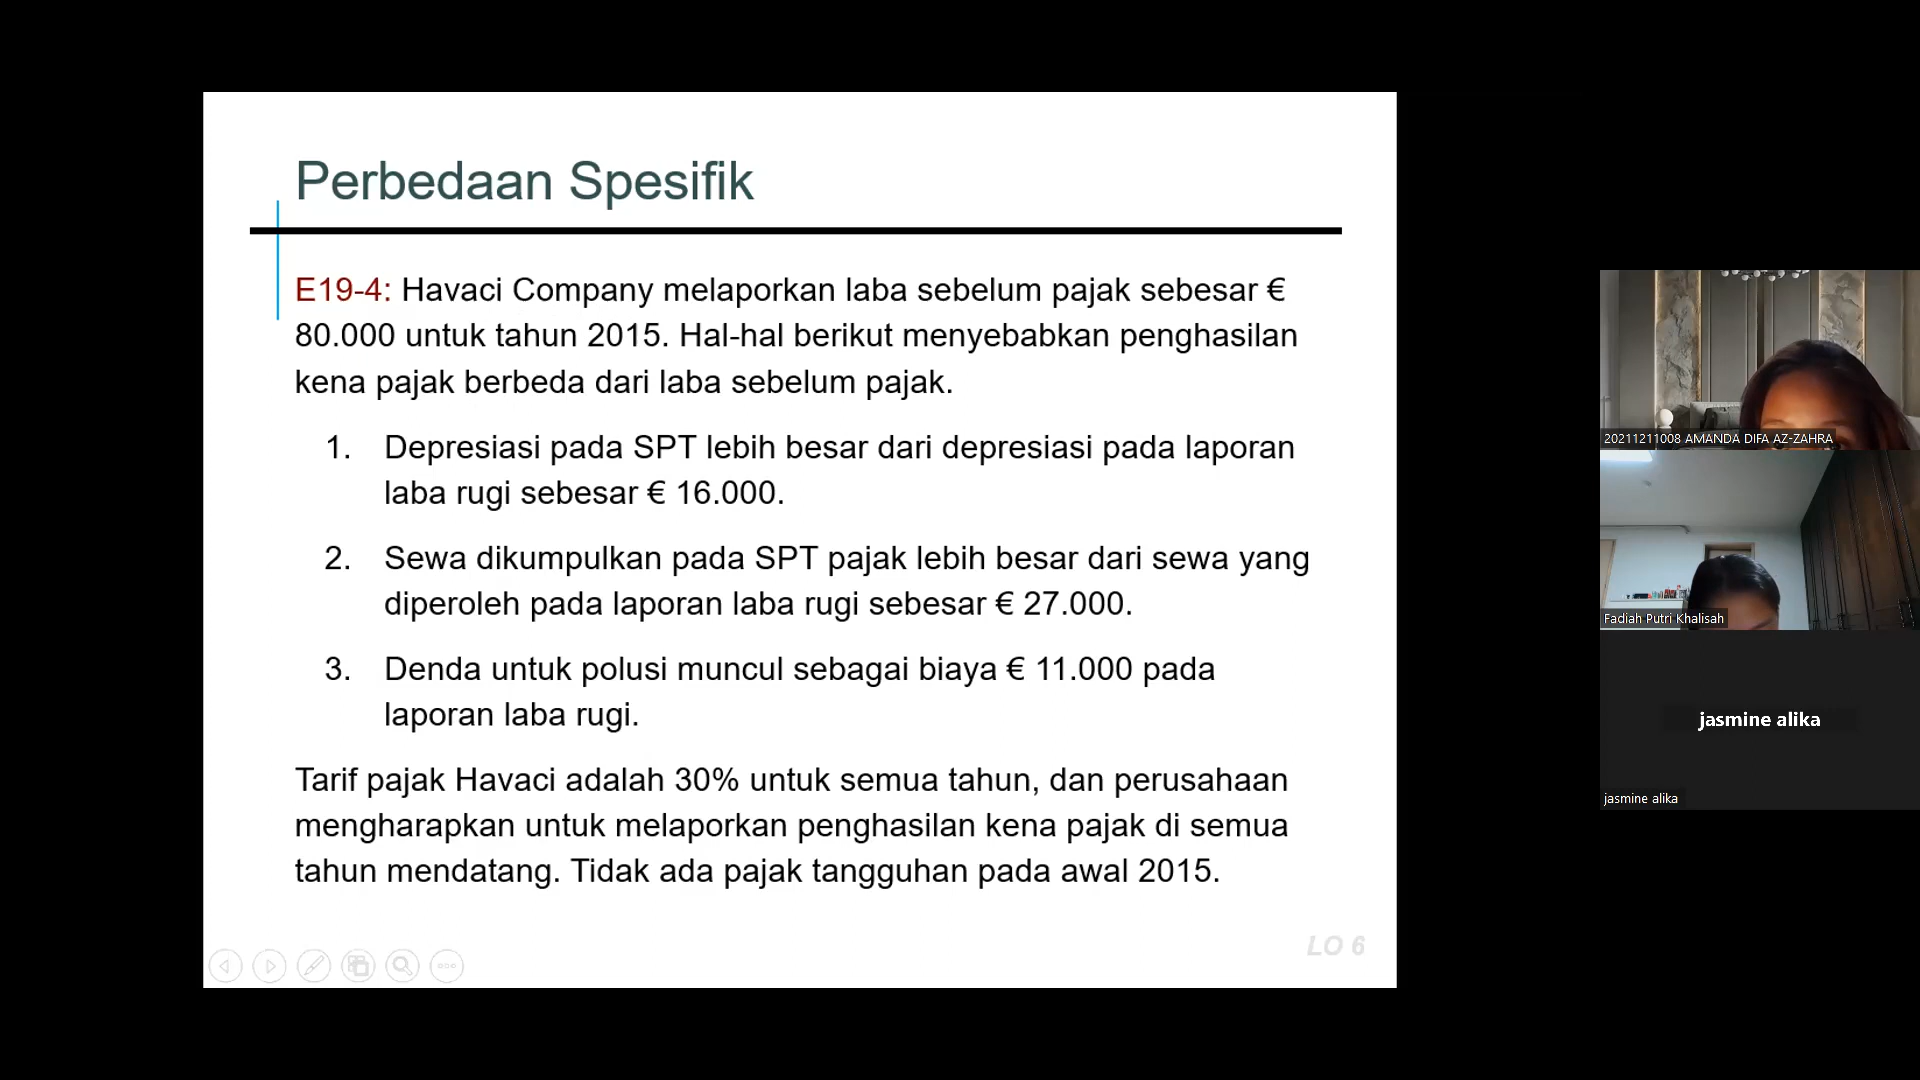 Perbedaan Spesifik
E19-4: Havaci Company melaporkan laba sebelum pajak sebesar €
80.000 untuk tahun 2015. Hal-hal berikut menyebabkan penghasilan
kena pajak berbeda dari laba sebelum pajak.
1. Depresiasi pada SPT lebih besar dari depresiasi pada laporan
laba rugi sebesar € 16.000.
2. Sewa dikumpulkan pada SPT pajak lebih besar dari sewa yang
diperoleh pada laporan laba rugi sebesar € 27.000.
3. Denda untuk polusi muncul sebagai biaya € 11.000 pada
laporan laba rugi.
Tarif pajak Havaci adalah 30% untuk semua tahun, dan perusahaan
mengharapkan untuk melaporkan penghasilan kena pajak di semua
tahun mendatang. Tidak ada pajak tangguhan pada awal 2015.
LO 6
20211211008 AMANDA DIFA AZ-ZAHRA
Fadiah Putri Khalisah
jasmine alika
jasmine alika